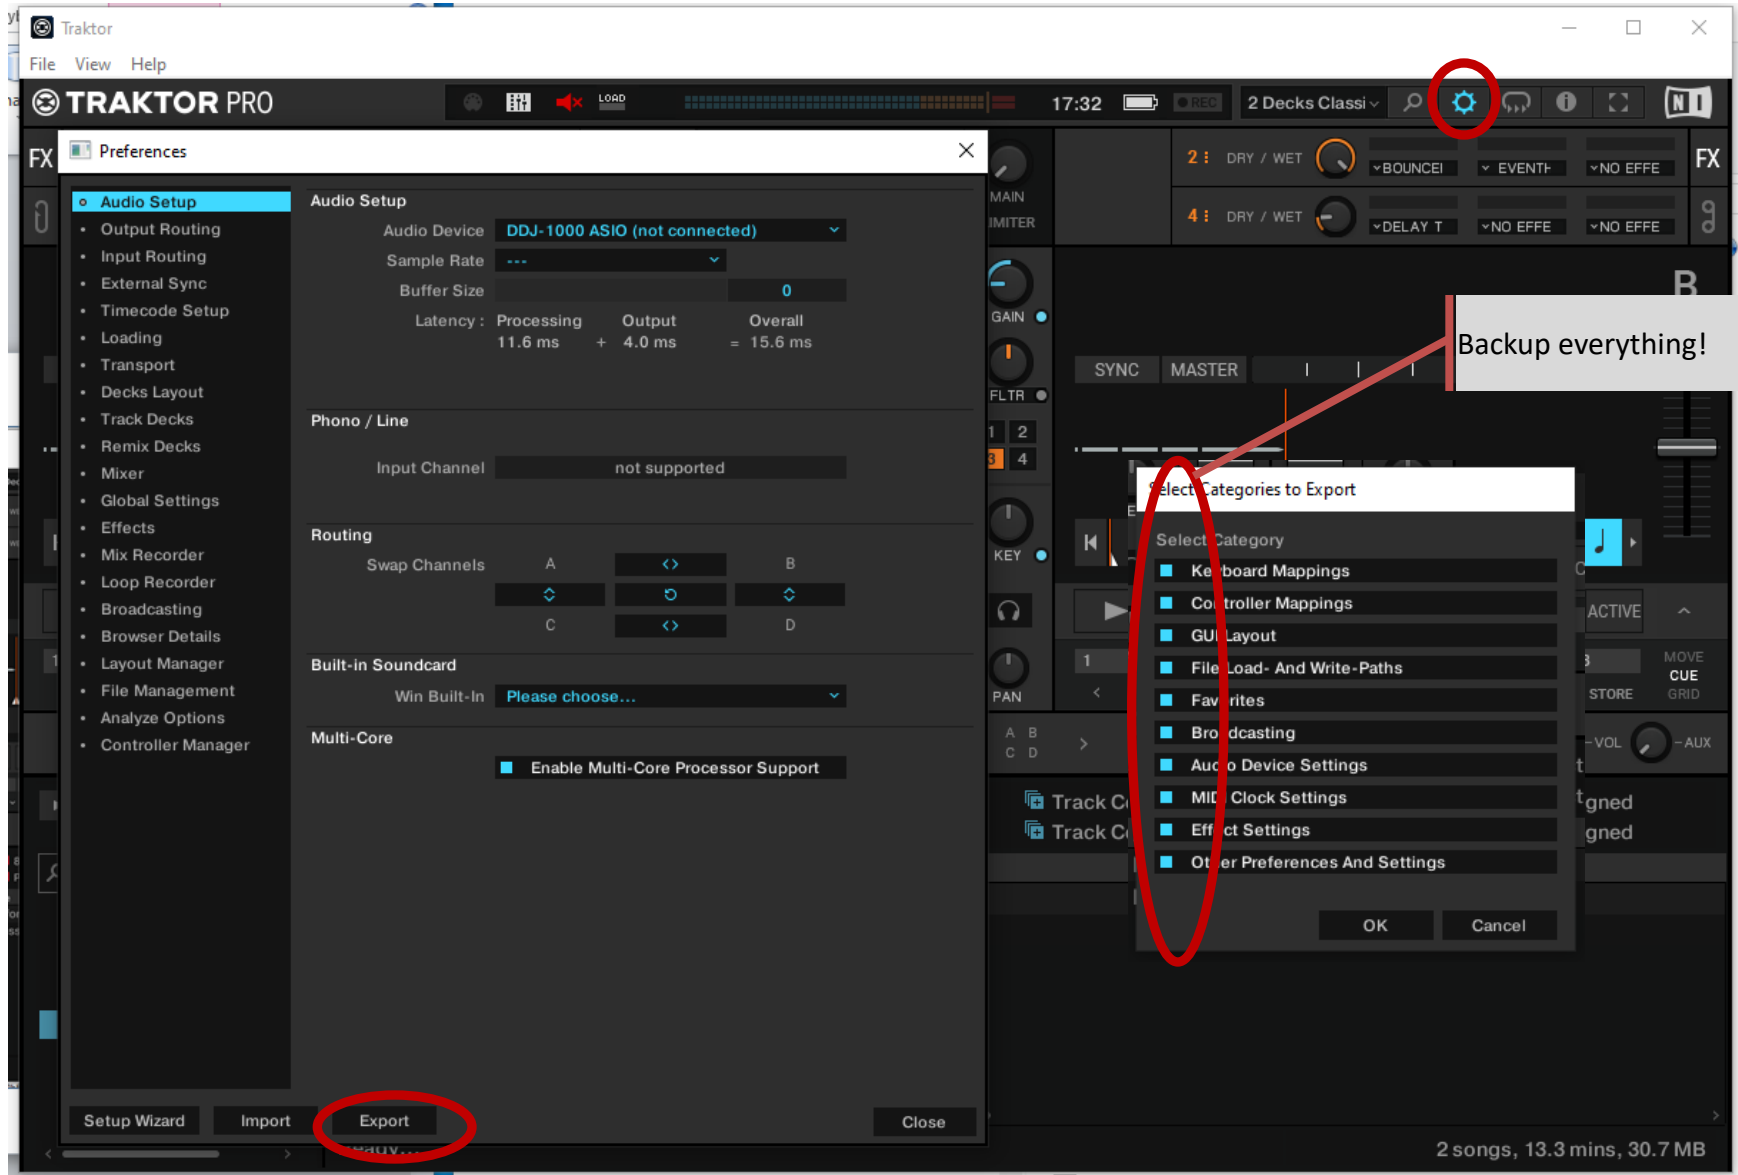 Traktor
File View Help
TRAKTOR PRO
LOAD
17:32
REC
2 Decks Classi
NI
FX
Preferences
Audio Setup
Output Routing
Input Routing
External Sync
Timecode Setup
Loading
Transport
Decks Layout
Track Decks
Remix Decks
Mixer
Global Settings
Effects
Mix Recorder
Loop Recorder
Broadcasting
Browser Details
Layout Manager
File Management
Analyze Options
Controller Manager
Setup Wizard Import Export Close
Audio Setup
Audio Device DDJ-1000 ASIO (not connected)
Sample Rate ---
Buffer Size 0
Latency : Processing Output Overall
11.6 ms + 4.0 ms = 15.6 ms
Phono / Line
Input Channel not supported
Routing
Swap Channels A B
C D
Built-in Soundcard
Win Built-In Please choose...
Multi-Core
Enable Multi-Core Processor Support
MAIN
IMITER
2 DRY / WET BOUNCEI EVENTH NO EFFE FX
4 DRY / WET DELAY T NO EFFE NO EFFE
B
GAIN
FLTR
1 2
3 4
KEY
PAN
A B
C D
SYNC MASTER
Backup everything!
Select Categories to Export
Select Category
Keyboard Mappings
Controller Mappings
GUI Layout
File Load- And Write-Paths
Favorites
Broadcasting
Audio Device Settings
MIDI Clock Settings
Effect Settings
Other Preferences And Settings
OK Cancel
ACTIVE
1
MOVE
CUE
STORE GRID
VOL AUX
Track C gned
Track C gned
2 songs, 13.3 mins, 30.7 MB